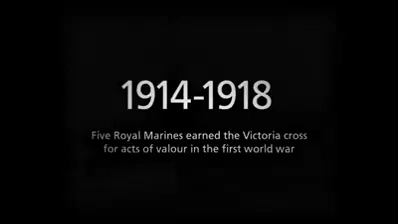 1914-1918
Five Royal Marines earned the Victoria cross
for acts of valour in the first world war